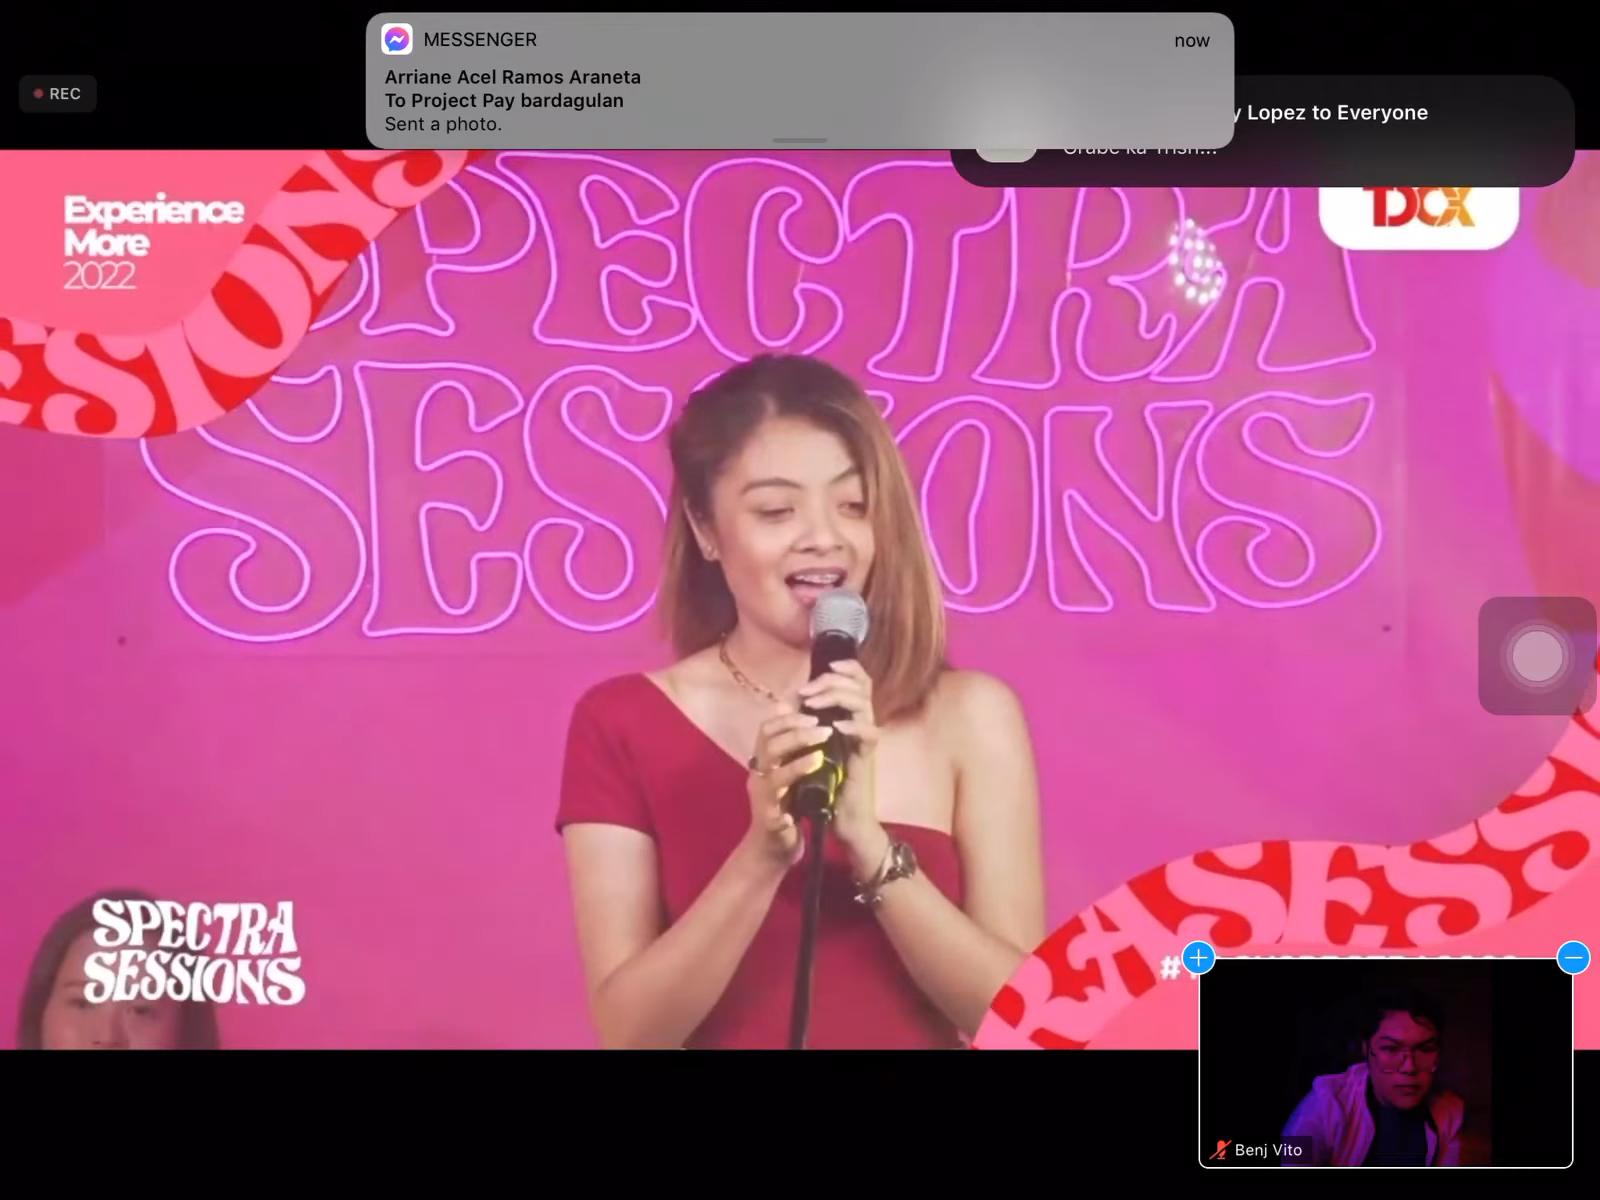 MESSENGER
now
Arriane Acel Ramos Araneta
To Project Pay bardagulan
Sent a photo.
REC
Lopez to Everyone
Experience
More
2022
TDCX
SPECTRA
SESSIONS
SPECTRA
SESSIONS
Benj Vito